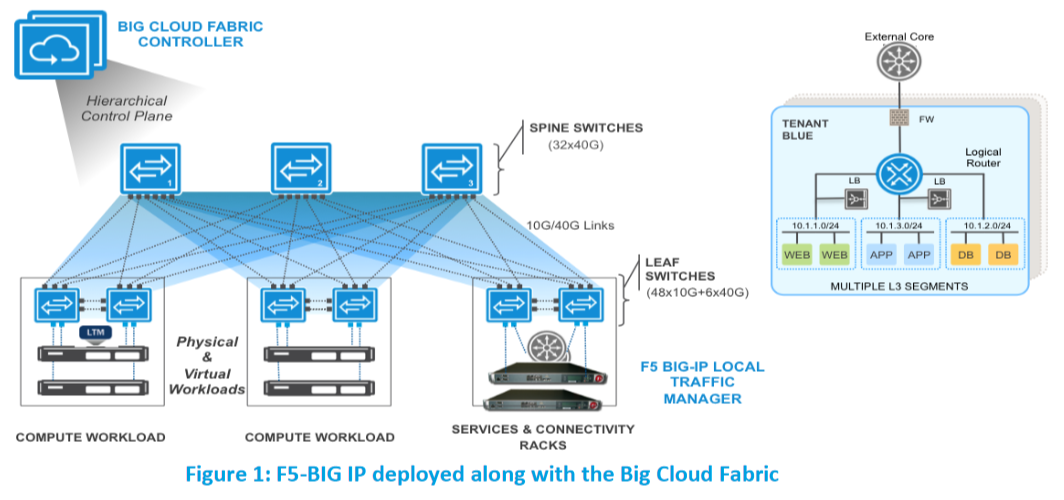 BIG CLOUD FABRIC
CONTROLLER
Hierarchical
Control Plane
SPINE SWITCHES
(32x40G)
1
2
3
10G/40G Links
LEAF
SWITCHES
(48x10G+6x40G)
LTM
Physical
&
Virtual
Workloads
F5 BIG-IP LOCAL
TRAFFIC
MANAGER
COMPUTE WORKLOAD
COMPUTE WORKLOAD
SERVICES & CONNECTIVITY
RACKS
External Core
FW
TENANT
BLUE
Logical
Router
LB
LB
10.1.1.0/24
10.1.3.0/24
10.1.2.0/24
WEB
WEB
APP
APP
DB
DB
MULTIPLE L3 SEGMENTS
Figure 1: F5-BIG IP deployed along with the Big Cloud Fabric